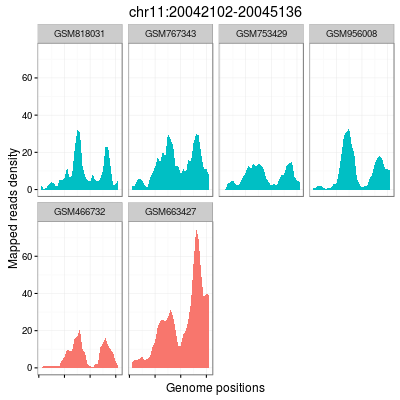 chr11:20042102-20045136
GSM818031 GSM767343 GSM753429 GSM956008
60
40
20
0
GSM466732 GSM663427
60
40
20
0
Mapped reads density
Genome positions